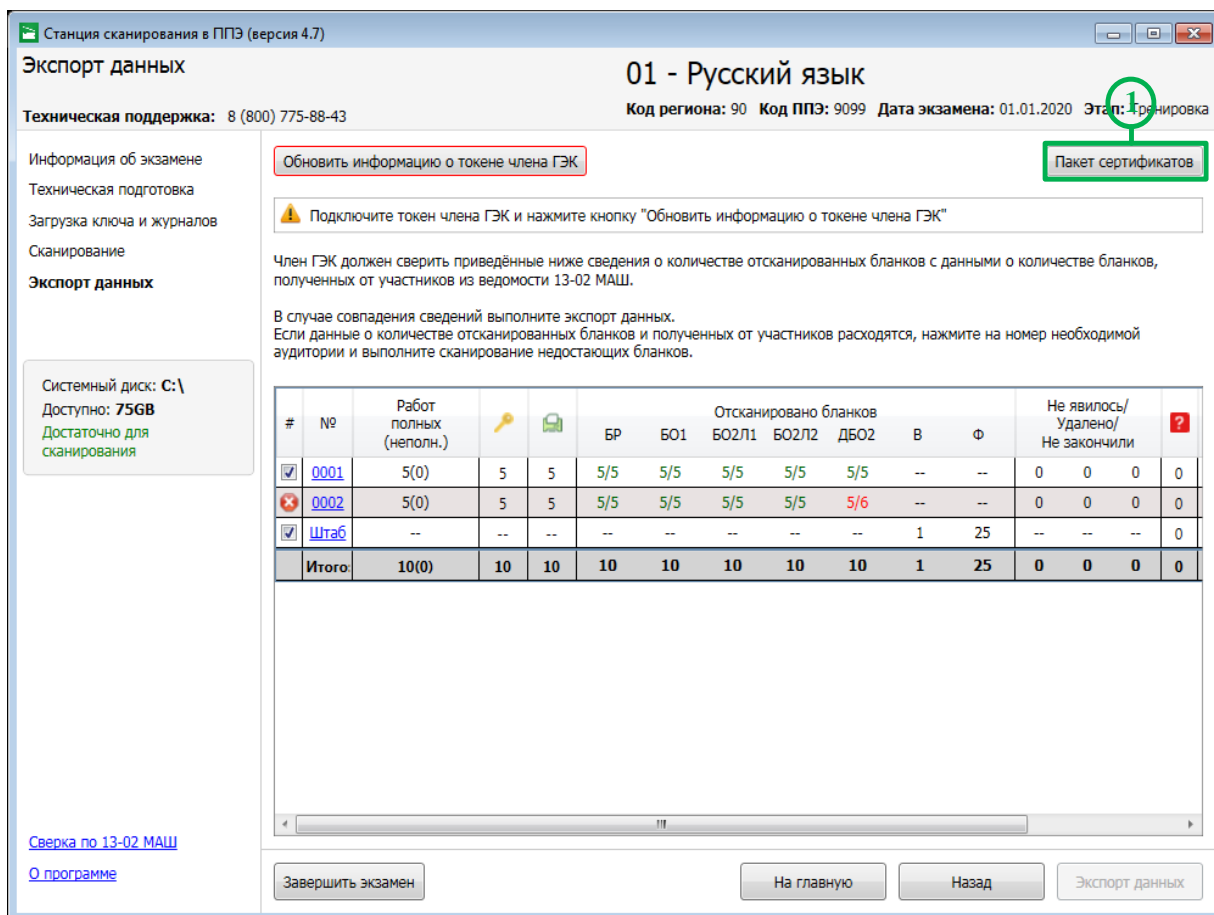 Станция сканирования в ППЭ (версия 4.7)
Экспорт данных
01 - Русский язык
Техническая поддержка: 8 (800) 775-88-43
Код региона: 90 Код ППЭ: 9099 Дата экзамена: 01.01.2020 Этап: Тренировка
1
Информация об экзамене
Техническая подготовка
Загрузка ключа и журналов
Сканирование
Экспорт данных
Обновить информацию о токене члена ГЭК
Пакет сертификатов
Подключите токен члена ГЭК и нажмите кнопку "Обновить информацию о токене члена ГЭК"
Член ГЭК должен сверить приведённые ниже сведения о количестве отсканированных бланков с данными о количестве бланков,
полученных от участников из ведомости 13-02 МАШ.
В случае совпадения сведений выполните экспорт данных.
Если данные о количестве отсканированных бланков и полученных от участников расходятся, нажмите на номер необходимой
аудитории и выполните сканирование недостающих бланков.
Системный диск: C:\
Доступно: 75GB
Достаточно для
сканирования
# № Работ полных (неполн.) Отсканировано бланков Не явилось/ Удалено/ Не закончили ?
БР БО1 БО2Л1 БО2Л2 ДБО2 В Ф
0001 5(0) 5 5 5/5 5/5 5/5 5/5 5/5 -- -- 0 0 0 0
0002 5(0) 5 5 5/5 5/5 5/5 5/5 5/6 -- -- 0 0 0 0
Штаб -- -- -- -- -- -- -- -- 1 25 -- -- -- 0
Итого: 10(0) 10 10 10 10 10 10 10 1 25 0 0 0 0
Сверка по 13-02 МАШ
О программе
Завершить экзамен
На главную
Назад
Экспорт данных